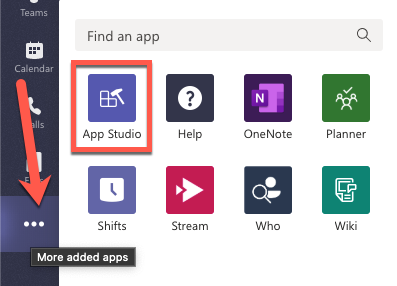 Teams
Find an app
Calendar
App Studio
Help
OneNote
Planner
Shifts
Stream
Who
Wiki
More added apps